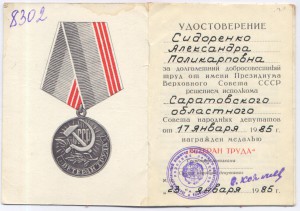 8302
СССР
ВЕТЕРАН ТРУДА
УДОСТОВЕРЕНИЕ
Сидоренко
Александра
Поликарповна
за долголетний добросовестный
труд от имени Президиума
Верховного Совета СССР
решением исполкома
Саратовского
областного
Совета народных депутатов
от 17 января 1985 г.
награжден медалью
"ВЕТЕРАН ТРУДА"
23 января 1985 г.